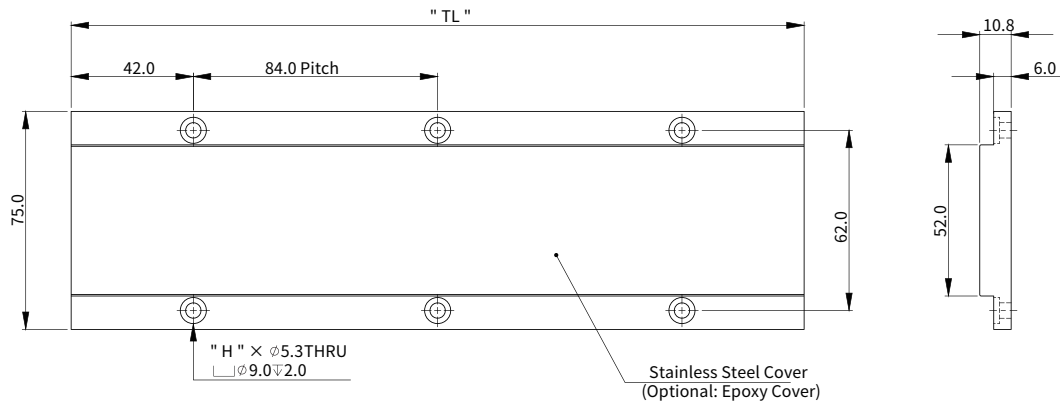 " TL "
10.8
42.0
84.0 Pitch
6.0
75.0
62.0
52.0
" H " × ⌀5.3THRU
⌴⌀9.0↧2.0
Stainless Steel Cover
(Optional: Epoxy Cover)